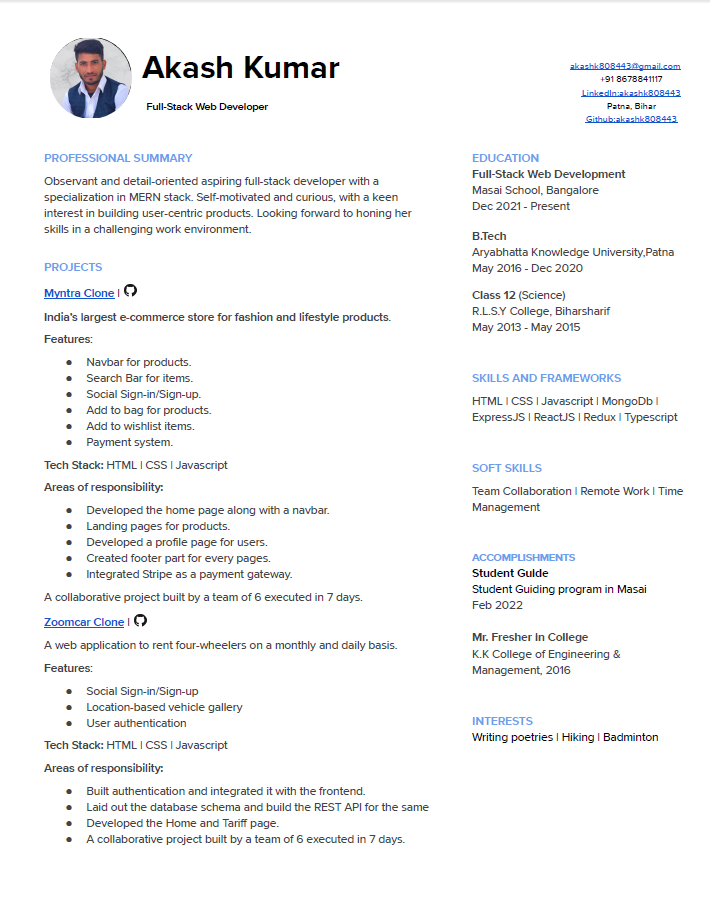 Akash Kumar
Full-Stack Web Developer
akashk808443@gmail.com
+91 8678841117
LinkedIn:akashk808443
Patna, Bihar
Github:akashk808443
PROFESSIONAL SUMMARY
Observant and detail-oriented aspiring full-stack developer with a
specialization in MERN stack. Self-motivated and curious, with a keen
interest in building user-centric products. Looking forward to honing her
skills in a challenging work environment.
PROJECTS
Myntra Clone |
India's largest e-commerce store for fashion and lifestyle products.
Features:
● Navbar for products.
● Search Bar for items.
● Social Sign-in/Sign-up.
● Add to bag for products.
● Add to wishlist items.
● Payment system.
Tech Stack: HTML | CSS | Javascript
Areas of responsibility:
● Developed the home page along with a navbar.
● Landing pages for products.
● Developed a profile page for users.
● Created footer part for every pages.
● Integrated Stripe as a payment gateway.
A collaborative project built by a team of 6 executed in 7 days.
Zoomcar Clone |
A web application to rent four-wheelers on a monthly and daily basis.
Features:
● Social Sign-in/Sign-up
● Location-based vehicle gallery
● User authentication
Tech Stack: HTML | CSS | Javascript
Areas of responsibility:
● Built authentication and integrated it with the frontend.
● Laid out the database schema and build the REST API for the same
● Developed the Home and Tariff page.
● A collaborative project built by a team of 6 executed in 7 days.
EDUCATION
Full-Stack Web Development
Masai School, Bangalore
Dec 2021 - Present
B.Tech
Aryabhatta Knowledge University,Patna
May 2016 - Dec 2020
Class 12 (Science)
R.L.S.Y College, Biharsharif
May 2013 - May 2015
SKILLS AND FRAMEWORKS
HTML | CSS | Javascript | MongoDb |
ExpressJS | ReactJS | Redux | Typescript
SOFT SKILLS
Team Collaboration | Remote Work | Time
Management
ACCOMPLISHMENTS
Student Guide
Student Guiding program in Masai
Feb 2022
Mr. Fresher In College
K.K College of Engineering &
Management, 2016
INTERESTS
Writing poetries | Hiking | Badminton